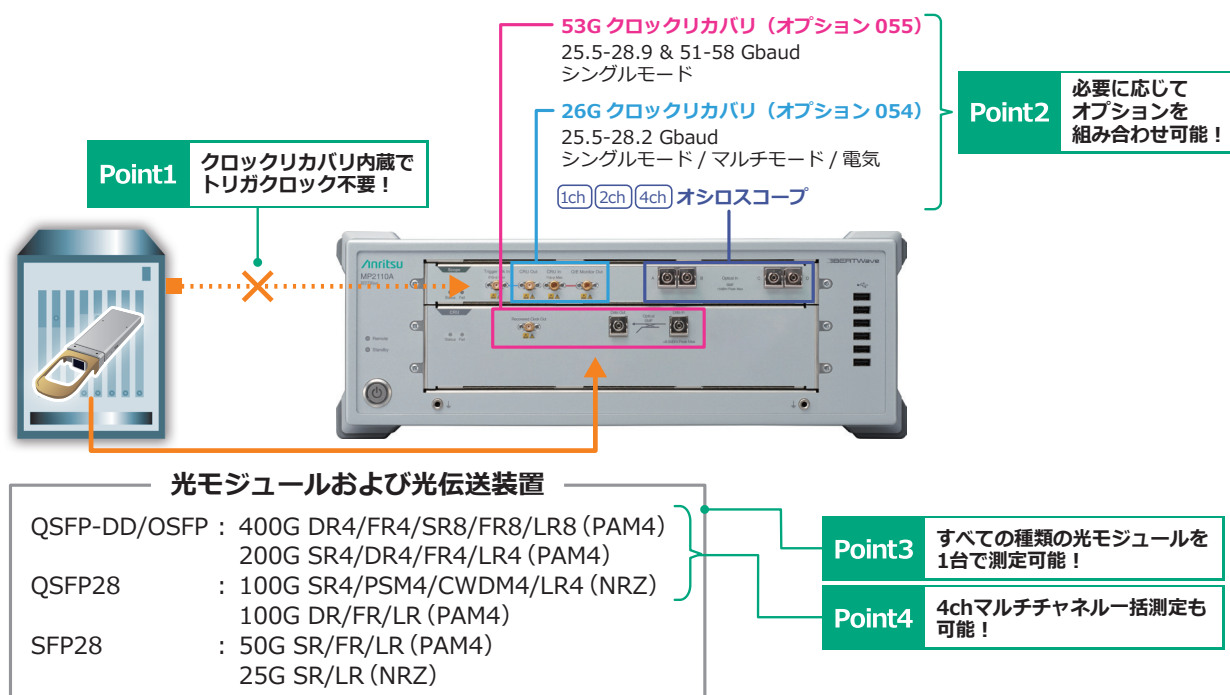 53G クロックリカバリ（オプション 055）
25.5-28.9 & 51-58 Gbaud
シングルモード
26G クロックリカバリ（オプション 054）
25.5-28.2 Gbaud
シングルモード / マルチモード / 電気
1ch 2ch 4ch オシロスコープ
Point2
必要に応じて
オプションを
組み合わせ可能！
Point1
クロックリカバリ内蔵で
トリガクロック不要！
Anritsu
MP2110A
BERTWave
CRU Out
CRU In
O/E Monitor Out
Recovered Clock Out
Remote
Standby
光モジュールおよび光伝送装置
QSFP-DD/OSFP : 400G DR4/FR4/SR8/FR8/LR8 (PAM4)
200G SR4/DR4/FR4/LR4 (PAM4)
QSFP28 : 100G SR4/PSM4/CWDM4/LR4 (NRZ)
100G DR/FR/LR (PAM4)
SFP28 : 50G SR/FR/LR (PAM4)
25G SR/LR (NRZ)
Point3
すべての種類の光モジュールを
1台で測定可能！
Point4
4chマルチチャネル一括測定も
可能！